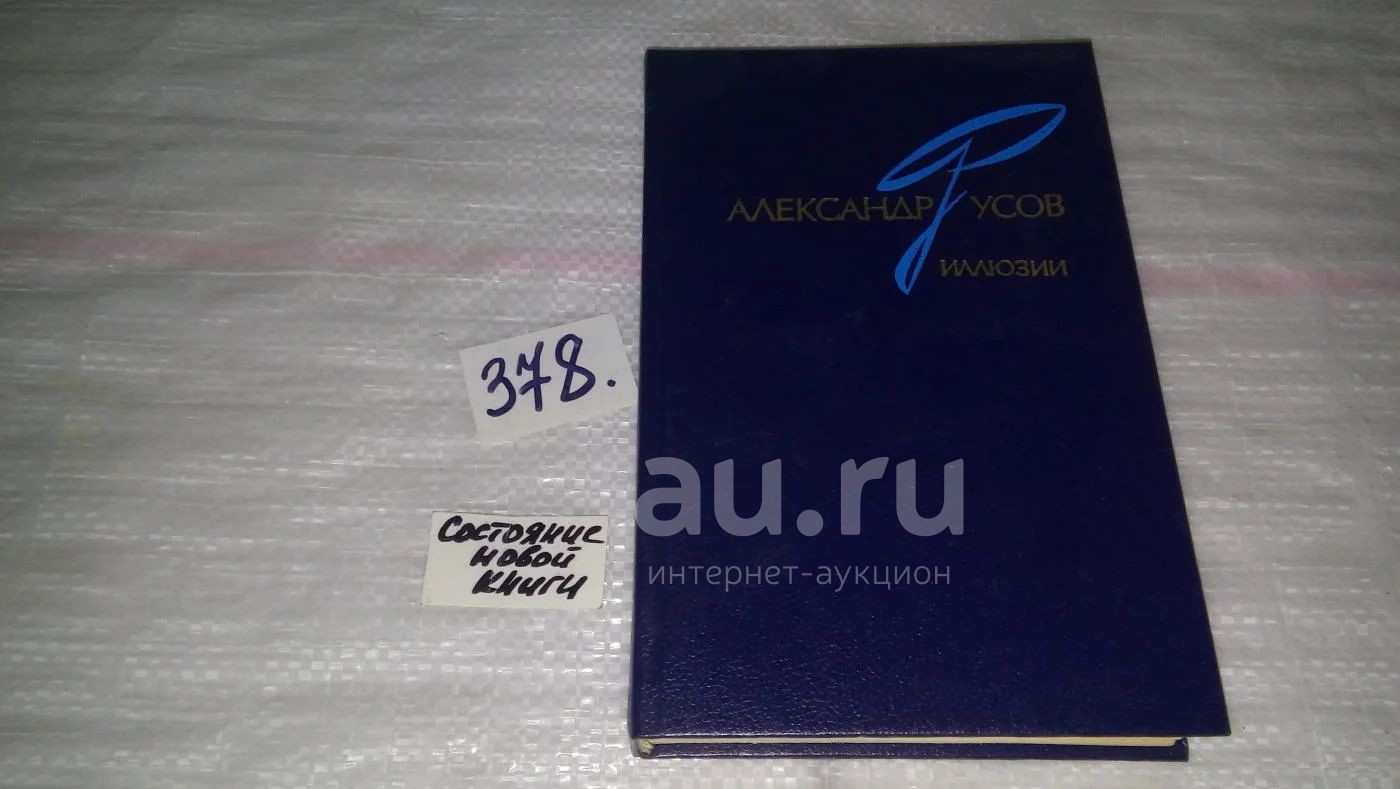 АЛЕКСАНДР РУСОВ
ИЛЛЮЗИИ
378.
Состояние
новой
книги
au.ru
интернет-аукцион